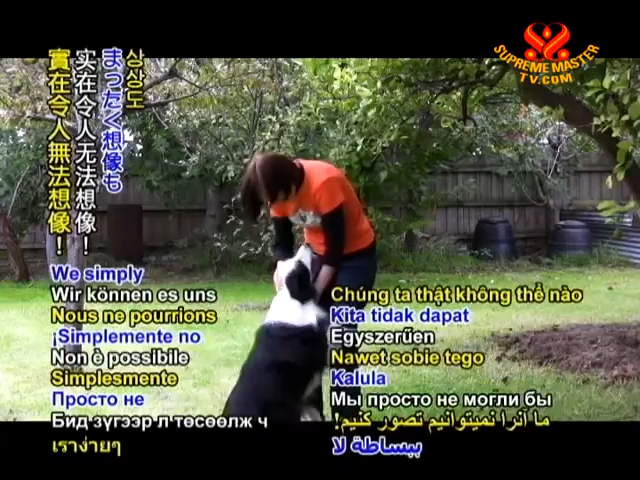 SUPREME MASTER
TV.COM
實在令人無法想像！
实在令人无法想像！
まったく想像も
상상도
We simply
Wir können es uns
Nous ne pourrions
¡Simplemente no
Non è possibile
Simplesmente
Просто не
Бид зүгээр л төсөөлж ч
เราง่ายๆ
Chúng ta thật không thể nào
Kita tidak dapat
Egyszerűen
Nawet sobie tego
Kalula
Мы просто не могли бы
ما آنرا نمیتوانیم تصور کنیم!
ببساطة لا